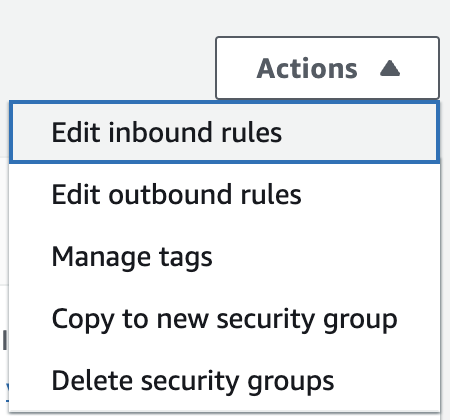 Actions
Edit inbound rules
Edit outbound rules
Manage tags
Copy to new security group
Delete security groups